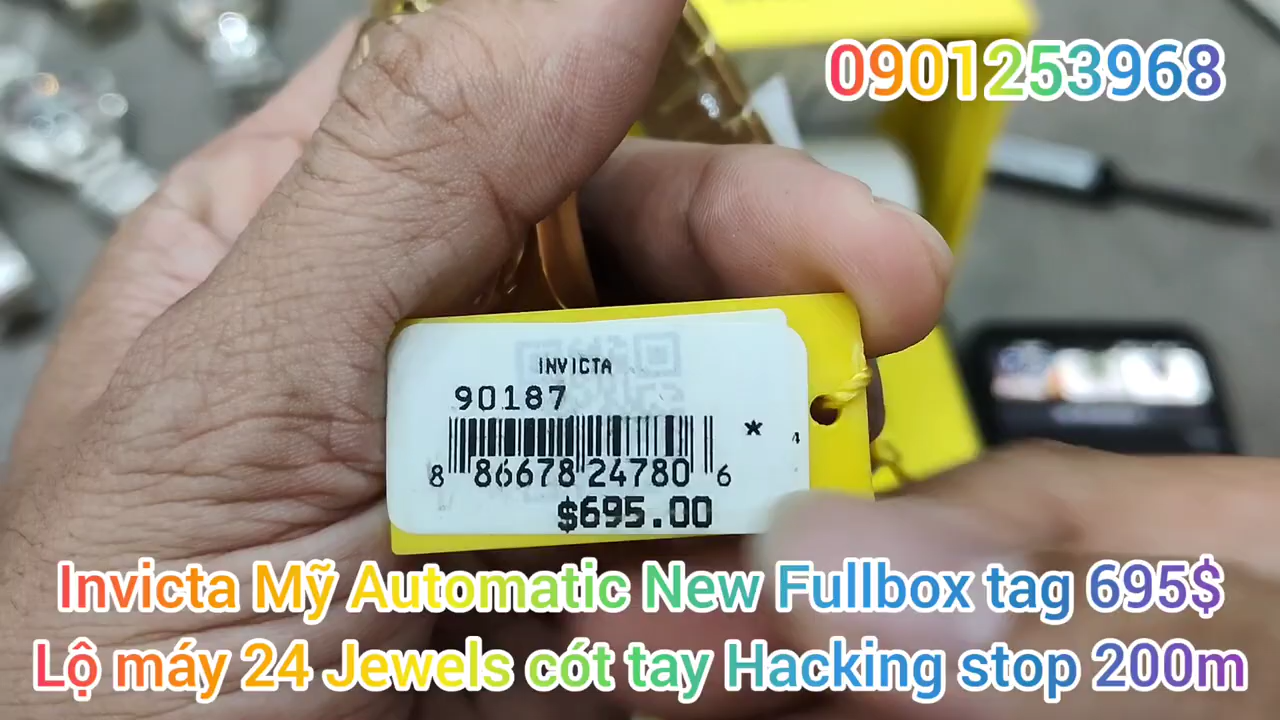 0901253968
INVICTA
90187
*
4
8 86678 24780 6
$695.00
Invicta Mỹ Automatic New Fullbox tag 695$
Lộ máy 24 Jewels cót tay Hacking stop 200m